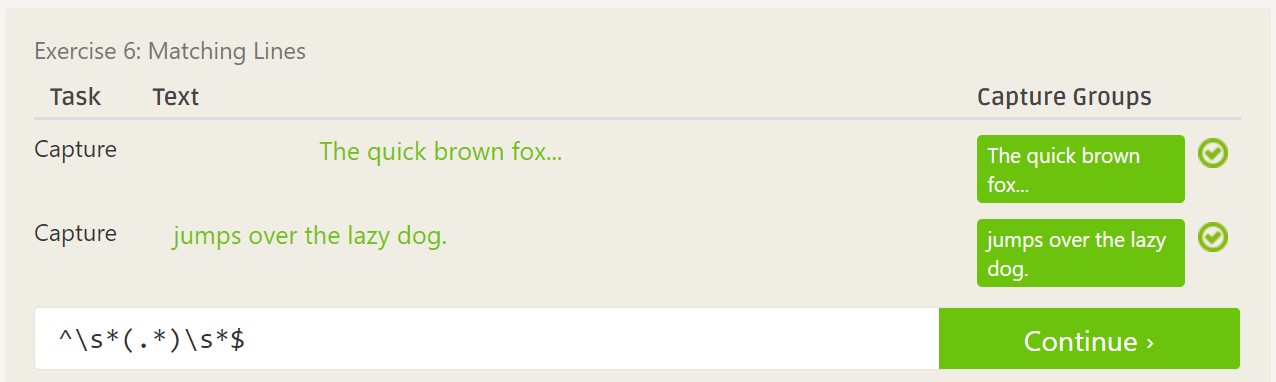 Exercise 6: Matching Lines
Task Text Capture Groups
Capture The quick brown fox... The quick brown
fox...
Capture jumps over the lazy dog. jumps over the lazy
dog.
^\s*(.*)\s*$ Continue ›